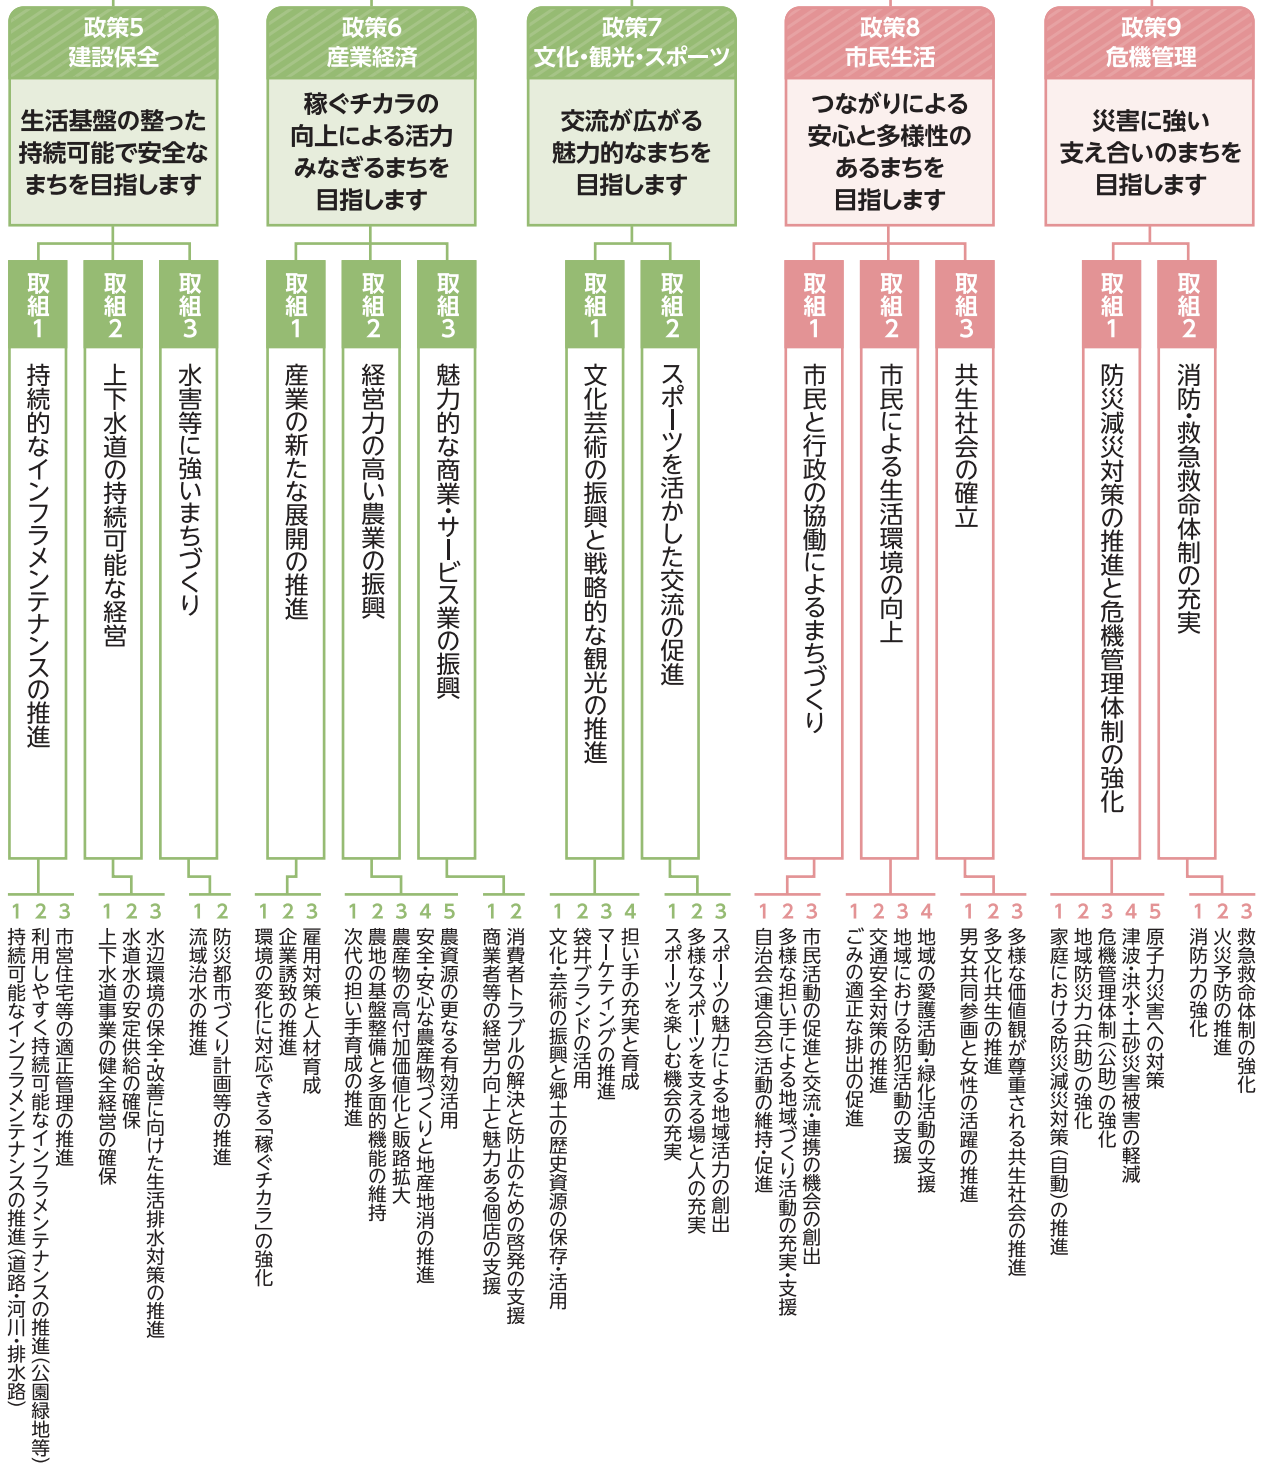 政策5
建設保全
生活基盤の整った
持続可能で安全な
まちを目指します
取組1
持続的なインフラメンテナンスの推進
1 持続可能なインフラメンテナンスの推進(道路・河川・排水路)
2 利用しやすく持続可能なインフラメンテナンスの推進(公園緑地等)
3 市営住宅等の適正管理の推進
取組2
上下水道の持続可能な経営
1 上下水道事業の健全経営の確保
2 水道水の安定供給の確保
3 水辺環境の保全・改善に向けた生活排水対策の推進
取組3
水害等に強いまちづくり
1 流域治水の推進
2 防災都市づくり計画等の推進
政策6
産業経済
稼ぐチカラの
向上による活力
みなぎるまちを
目指します
取組1
産業の新たな展開の推進
1 環境の変化に対応できる「稼ぐチカラ」の強化
2 企業誘致の推進
3 雇用対策と人材育成
取組2
経営力の高い農業の振興
1 次代の担い手育成の推進
2 農地の基盤整備と多面的機能の維持
3 農産物の高付加価値化と販路拡大
4 安全・安心な農産物づくりと地産地消の推進
5 農資源の更なる有効活用
取組3
魅力的な商業・サービス業の振興
1 商業者等の経営力向上と魅力ある個店の支援
2 消費者トラブルの解決と防止のための啓発の支援
政策7
文化・観光・スポーツ
交流が広がる
魅力的なまちを
目指します
取組1
文化芸術の振興と戦略的な観光の推進
1 文化・芸術の振興と郷土の歴史資源の保存・活用
2 袋井ブランドの活用
3 マーケティングの推進
4 担い手の充実と育成
取組2
スポーツを活かした交流の促進
1 スポーツを楽しむ機会の充実
2 多様なスポーツを支える場と人の充実
3 スポーツの魅力による地域活力の創出
政策8
市民生活
つながりによる
安心と多様性の
あるまちを
目指します
取組1
市民と行政の協働によるまちづくり
1 自治会(連合会)活動の維持・促進
2 多様な担い手による地域づくり活動の充実・支援
3 市民活動の促進と交流・連携の機会の創出
取組2
市民による生活環境の向上
1 ごみの適正な排出の促進
2 交通安全対策の推進
3 地域における防犯活動の支援
4 地域の愛護活動・緑化活動の支援
取組3
共生社会の確立
1 男女共同参画と女性の活躍の推進
2 多文化共生の推進
3 多様な価値観が尊重される共生社会の推進
政策9
危機管理
災害に強い
支え合いのまちを
目指します
取組1
防災減災対策の推進と危機管理体制の強化
1 家庭における防災減災対策(自助)の推進
2 地域防災力(共助)の強化
3 危機管理体制(公助)の強化
4 津波・洪水・土砂災害被害の軽減
5 原子力災害への対策
取組2
消防・救急救命体制の充実
1 消防力の強化
2 火災予防の推進
3 救急救命体制の強化